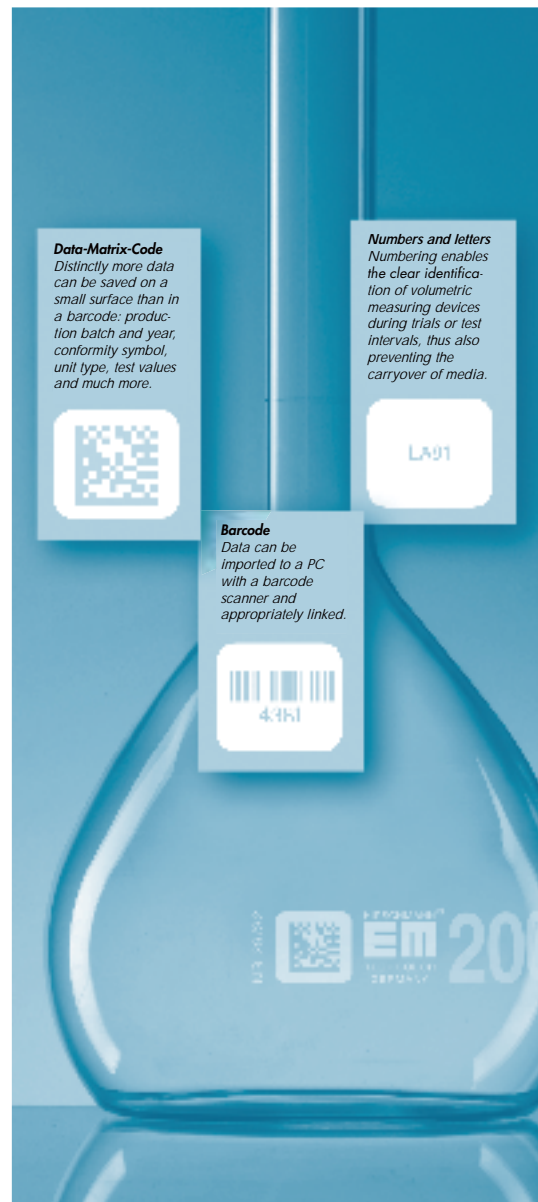 Data-Matrix-Code
Distinctly more data
can be saved on a
small surface than in
a barcode: produc-
tion batch and year,
conformity symbol,
unit type, test values
and much more.
Numbers and letters
Numbering enables
the clear identifica-
tion of volumetric
measuring devices
during trials or test
intervals, thus also
preventing the
carryover of media.
LA91
Barcode
Data can be
imported to a PC
with a barcode
scanner and
appropriately linked.
EM
GERMANY
200